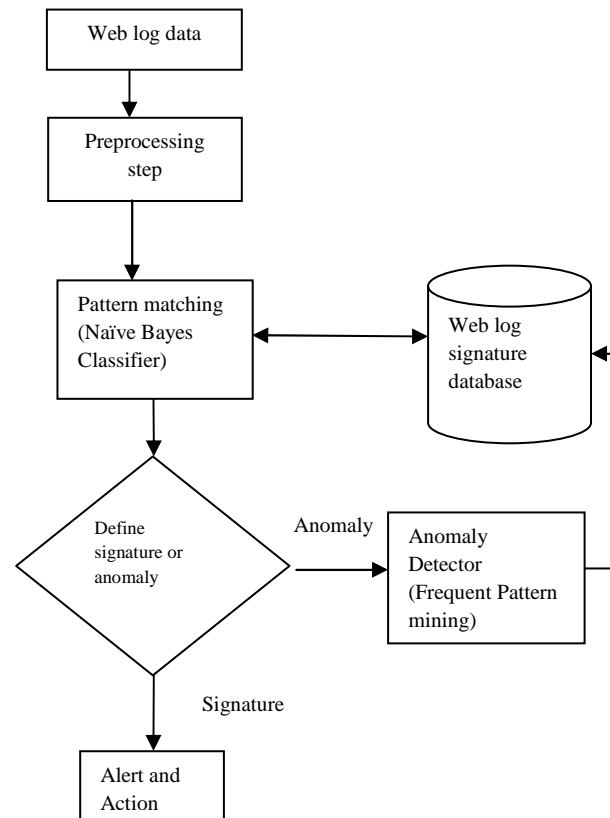 Web log data
Preprocessing
step
Pattern matching
(Naïve Bayes
Classifier)
Web log
signature
database
Define
signature or
anomaly
Anomaly
Anomaly
Detector
(Frequent Pattern
mining)
Signature
Alert and
Action